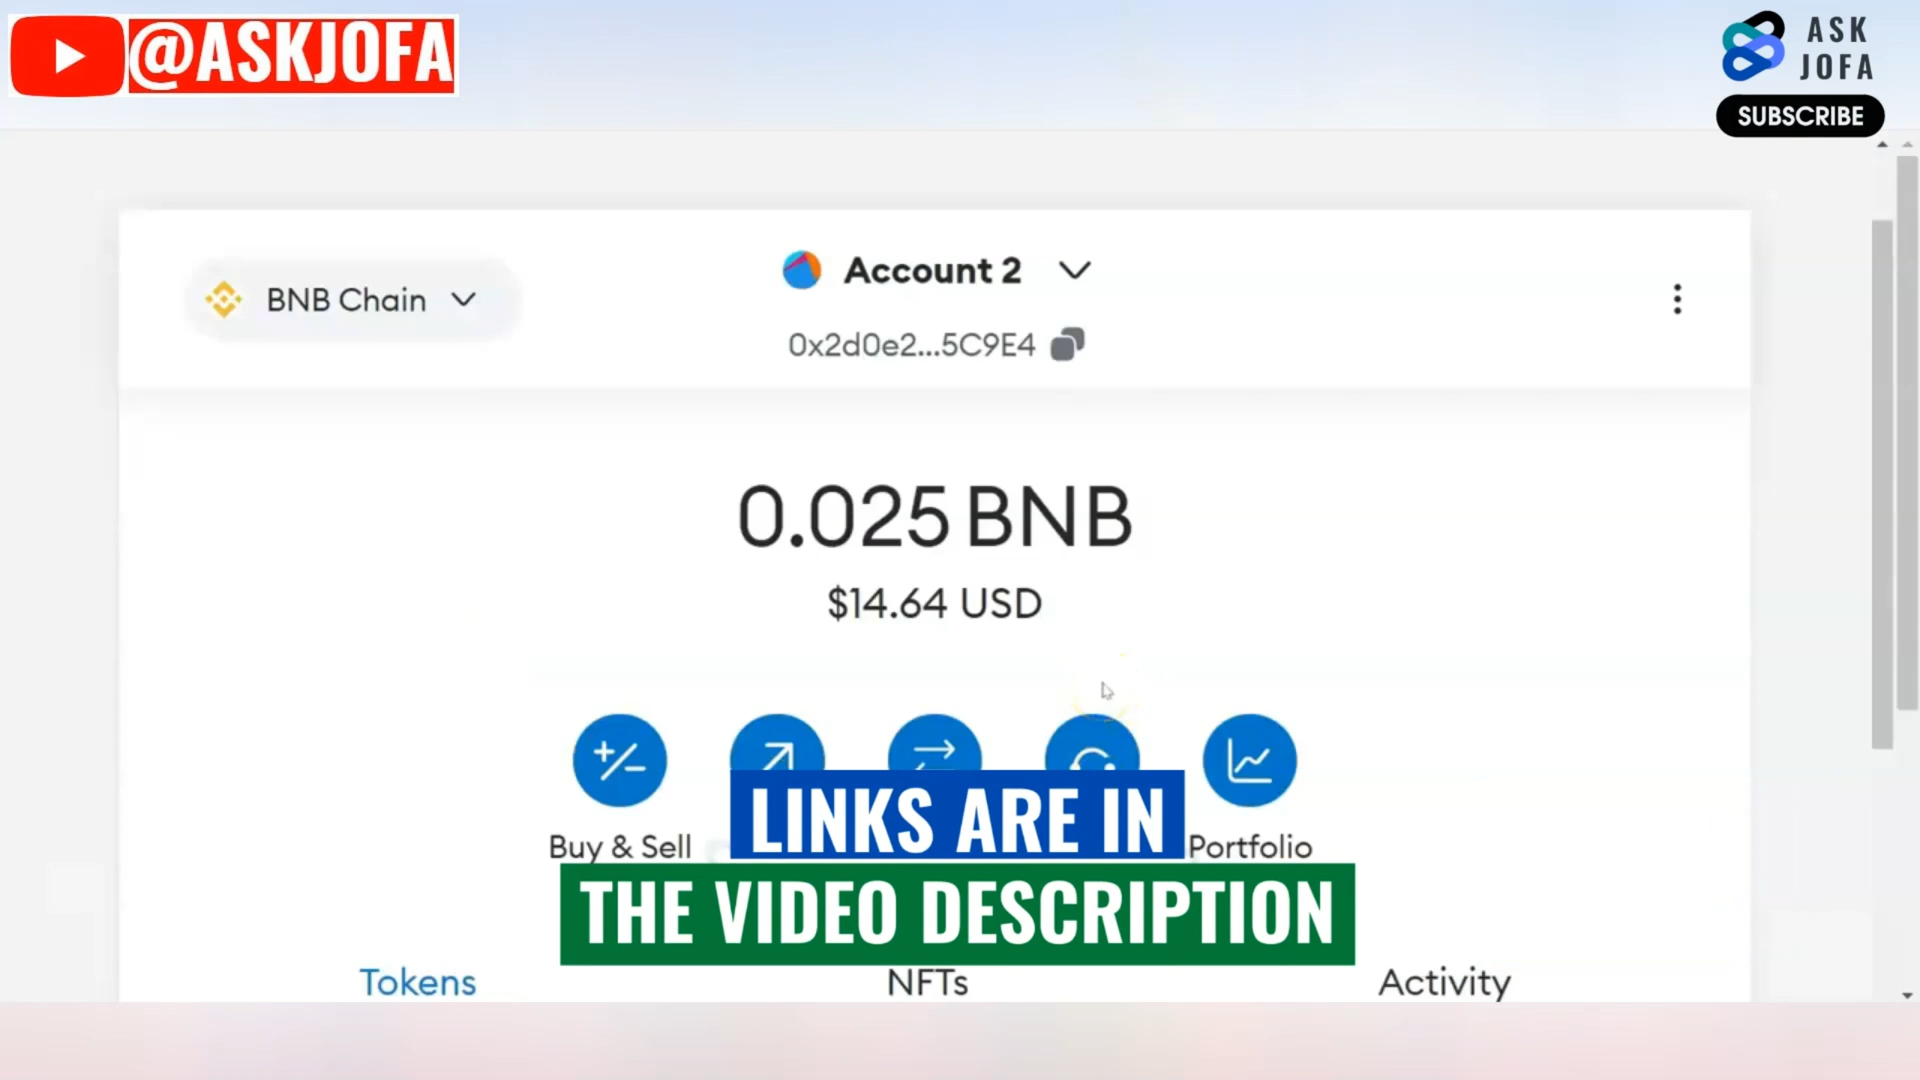 @ASKJOFA
ASK
JOFA
SUBSCRIBE
BNB Chain
Account 2
0x2d0e2...5C9E4
0.025 BNB
$14.64 USD
Buy & Sell
Portfolio
LINKS ARE IN
THE VIDEO DESCRIPTION
Tokens
NFTs
Activity